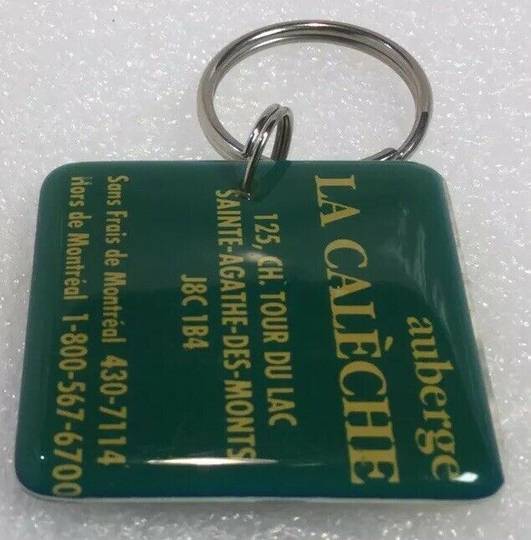 auberge
LA CALÈCHE
125, CH. TOUR DU LAC
SAINTE-AGATHE-DES-MONTS
J8C 1B4
Sans Frais de Montréal 430-7114
Hors de Montréal 1-800-567-6700